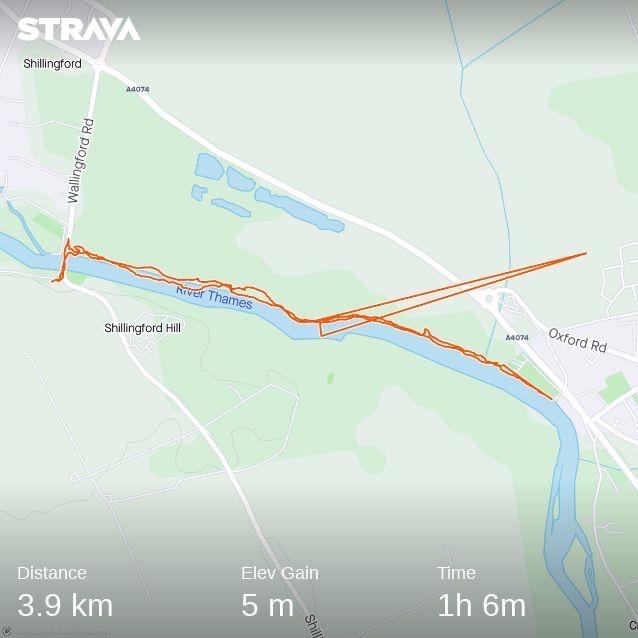 STRAVA
Shillingford
A4074
Wallingford Rd
River Thames
Shillingford Hill
Oxford Rd
A4074
Distance
Elev Gain
Time
3.9 km
5 m
1h 6m